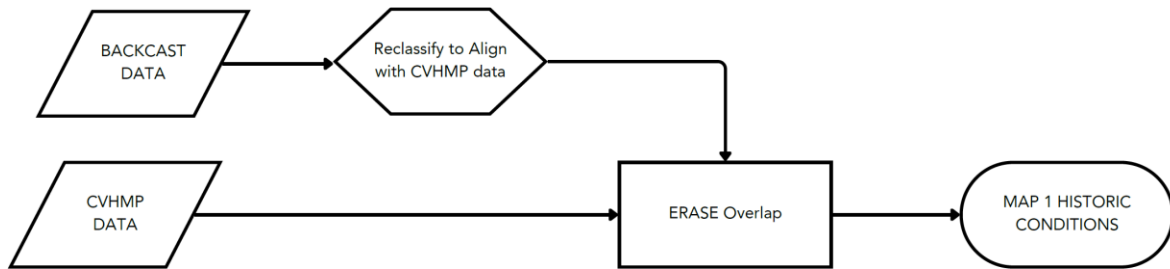 BACKCAST
DATA
Reclassify to Align
with CVHMP data
CVHMP
DATA
ERASE Overlap
MAP 1 HISTORIC
CONDITIONS